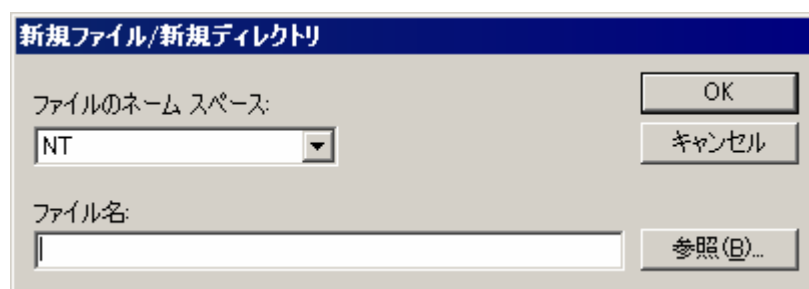 新規ファイル/新規ディレクトリ
ファイルのネーム スペース:
OK
NT
キャンセル
ファイル名:
参照(B)...